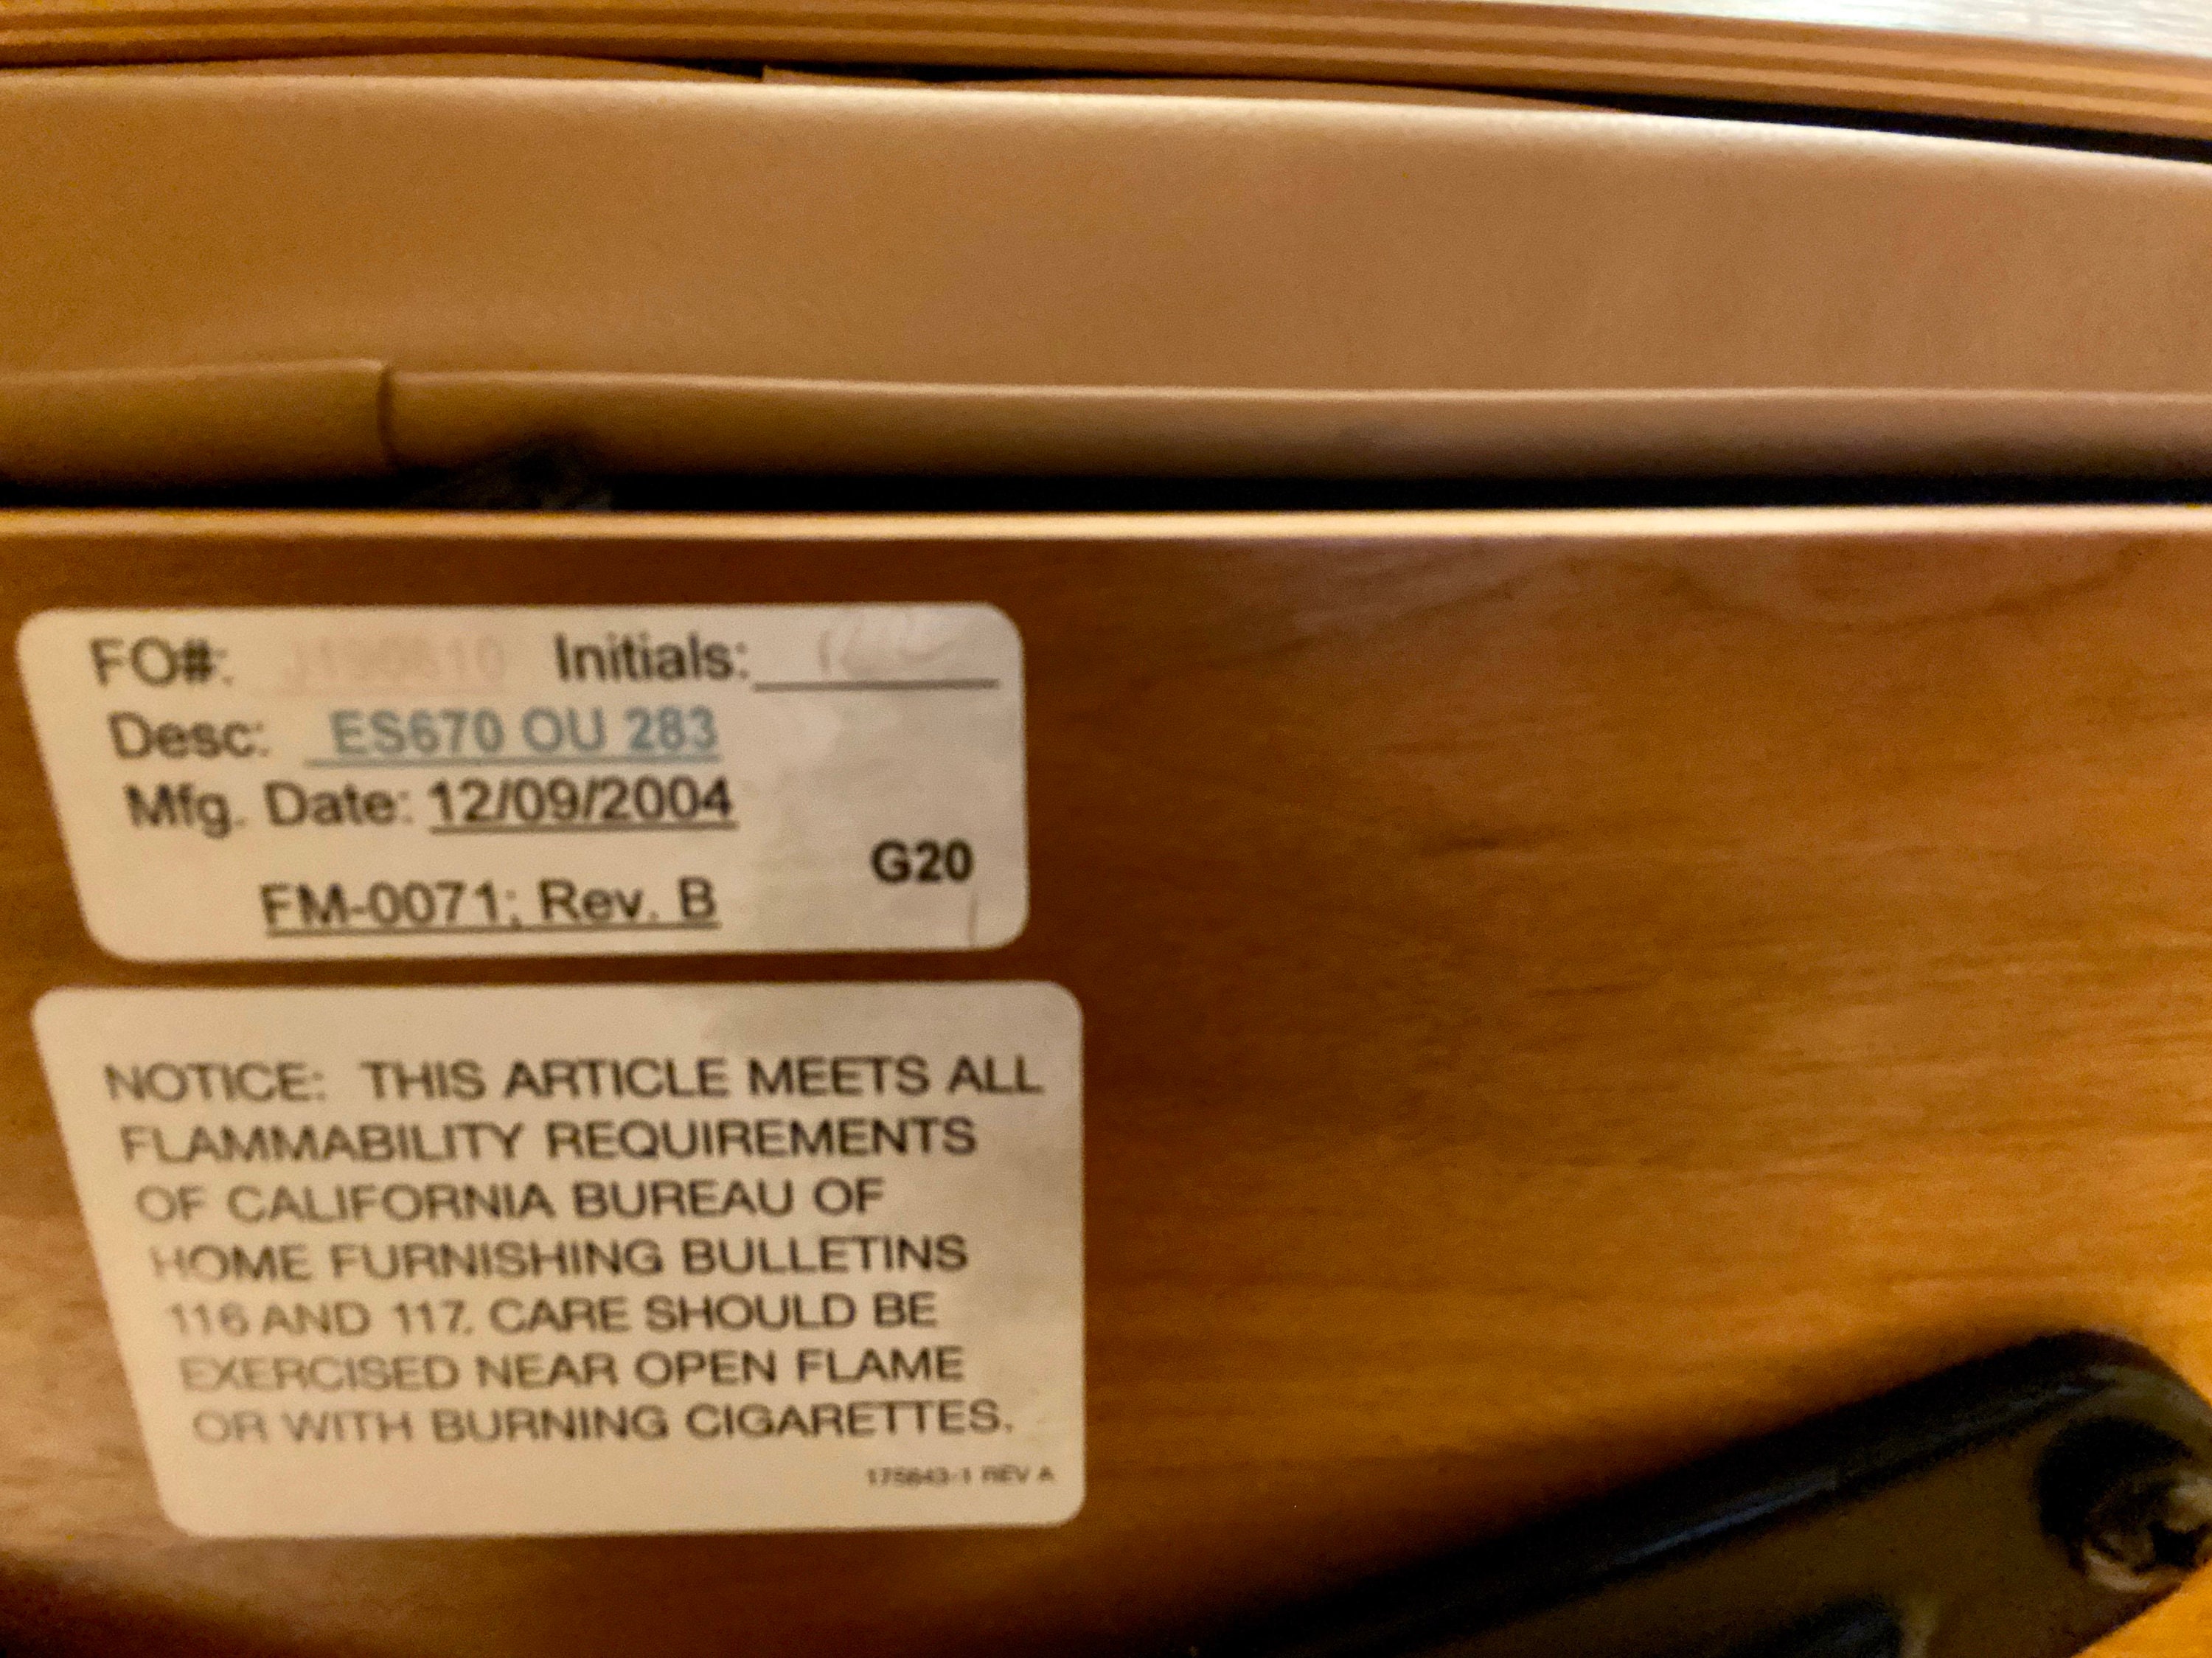 FO#: Initials:
Desc: ES670 OU 283
Mfg. Date: 12/09/2004
G20
FM-0071; Rev. B
NOTICE: THIS ARTICLE MEETS ALL
FLAMMABILITY REQUIREMENTS
OF CALIFORNIA BUREAU OF
HOME FURNISHING BULLETINS
116 AND 117. CARE SHOULD BE
EXERCISED NEAR OPEN FLAME
OR WITH BURNING CIGARETTES.
175643-1 REV A